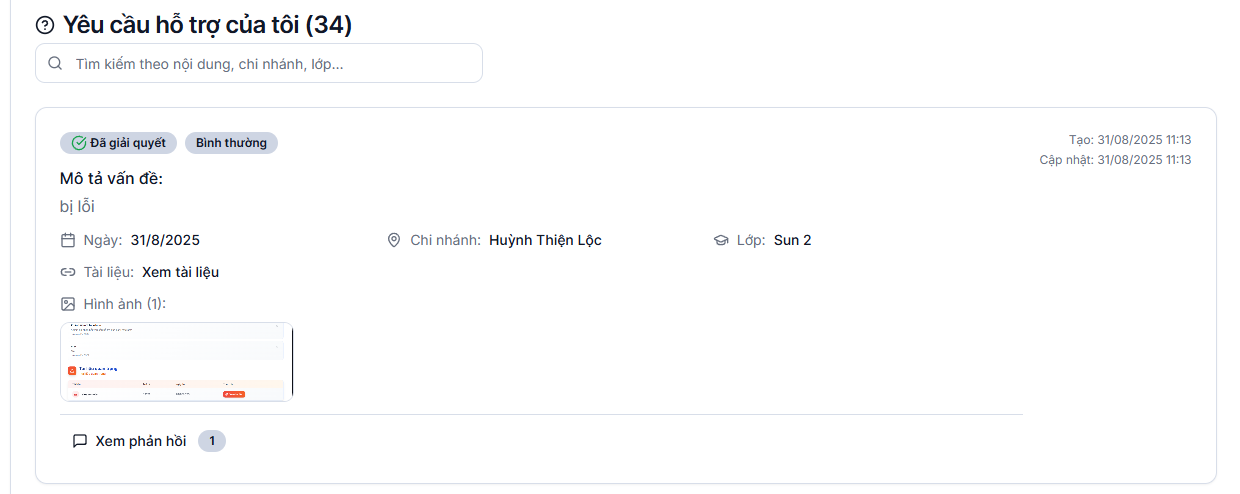 Yêu cầu hỗ trợ của tôi (34)
Tìm kiếm theo nội dung, chi nhánh, lớp...
Đã giải quyết
Bình thường
Tạo: 31/08/2025 11:13
Cập nhật: 31/08/2025 11:13
Mô tả vấn đề:
bị lỗi
Ngày: 31/8/2025
Chi nhánh: Huỳnh Thiện Lộc
Lớp: Sun 2
Tài liệu: Xem tài liệu
Hình ảnh (1):
Xem phản hồi 1